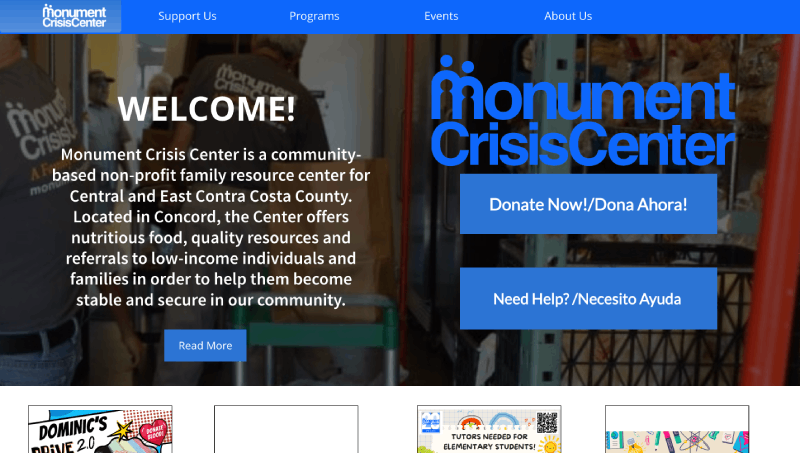 Monument
CrisisCenter
Support Us
Programs
Events
About Us
WELCOME!
Monument Crisis Center is a community-
based non-profit family resource center for
Central and East Contra Costa County.
Located in Concord, the Center offers
nutritious food, quality resources and
referrals to low-income individuals and
families in order to help them become
stable and secure in our community.
Read More
Monument
CrisisCenter
Donate Now!/Dona Ahora!
Need Help? /Necesito Ayuda
Monument
Crisis
DOMINIC'S
DRIVE 2.0
DONATE
BLOOD!
TUTORS NEEDED FOR
ELEMENTARY STUDENTS!